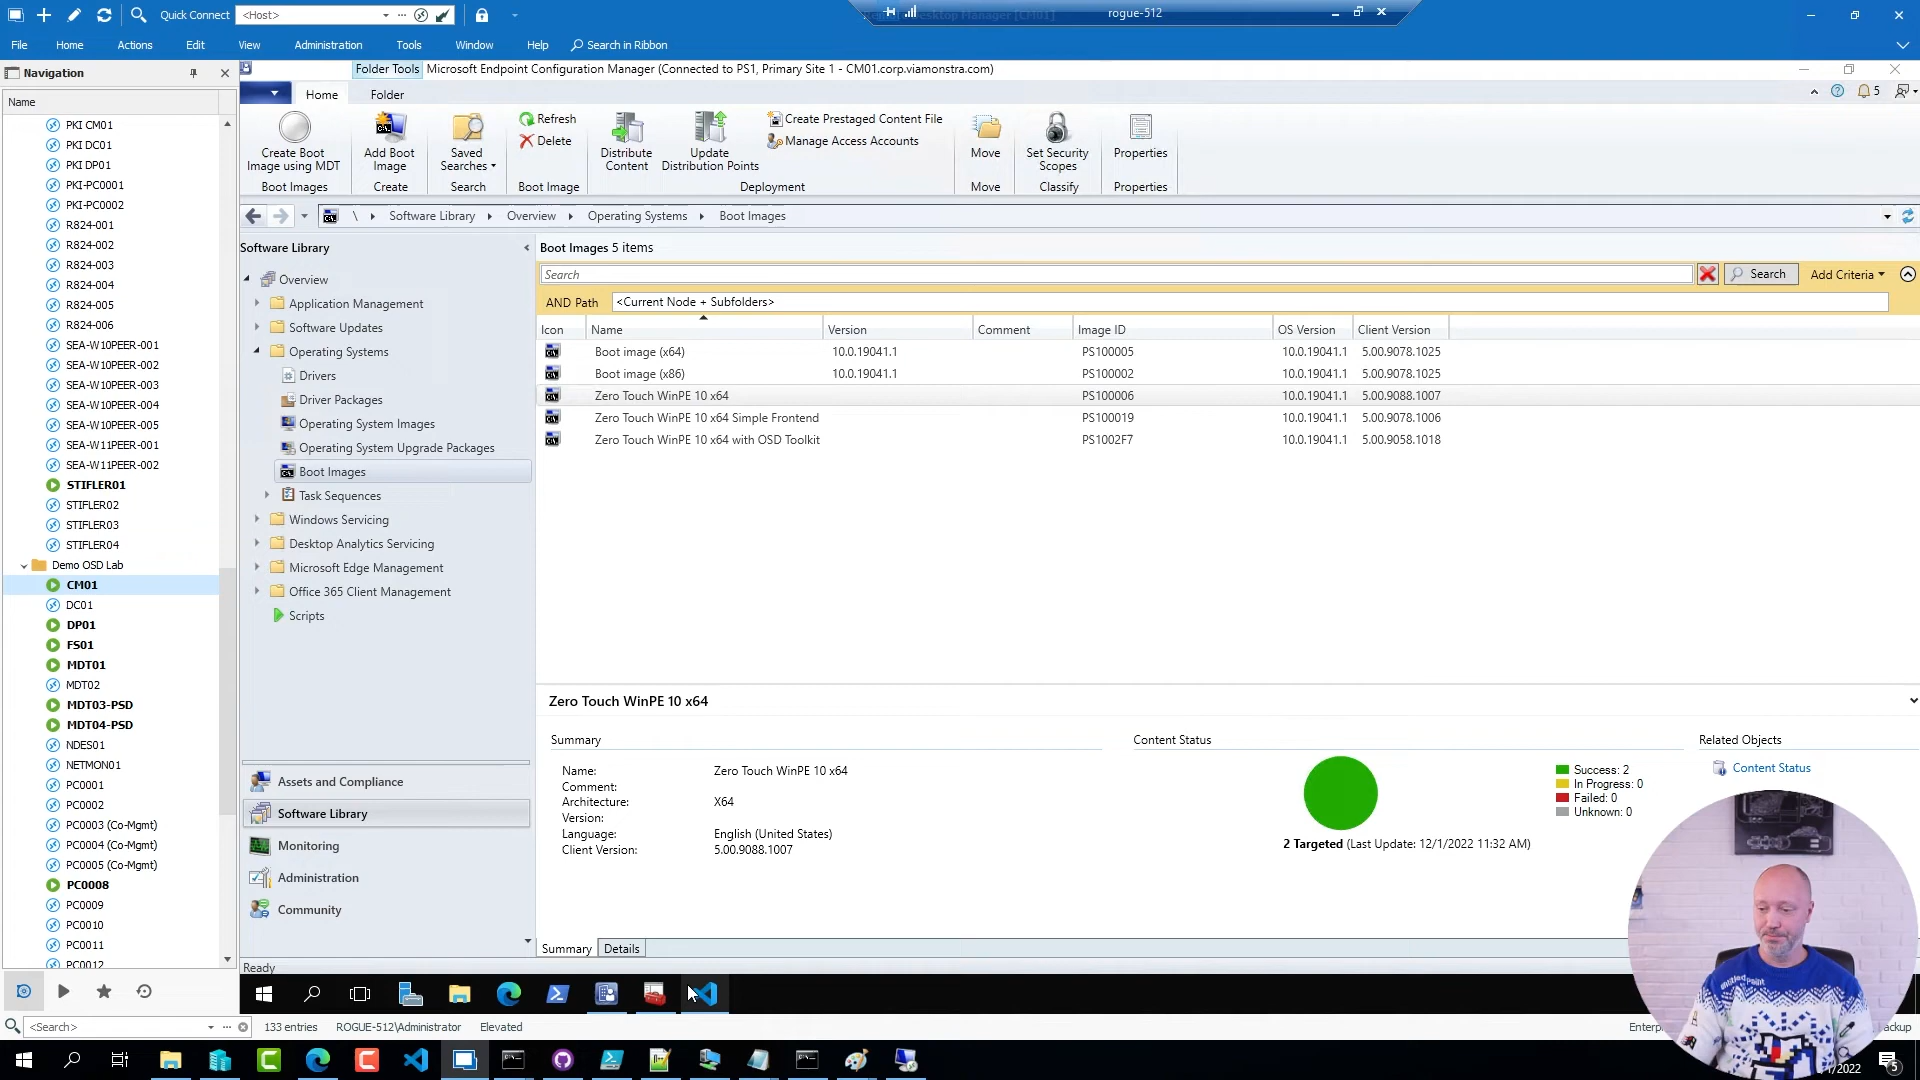 Quick Connect
<Host>
rogue-512
Desktop Manager [CM01]
File
Home
Actions
Edit
View
Administration
Tools
Window
Help
Search in Ribbon
Navigation
Name
PKI CM01
PKI DC01
PKI DP01
PKI-PC0001
PKI-PC0002
R824-001
R824-002
R824-003
R824-004
R824-005
R824-006
SEA-W10PEER-001
SEA-W10PEER-002
SEA-W10PEER-003
SEA-W10PEER-004
SEA-W10PEER-005
SEA-W11PEER-001
SEA-W11PEER-002
STIFLER01
STIFLER02
STIFLER03
STIFLER04
Demo OSD Lab
CM01
DC01
DP01
FS01
MDT01
MDT02
MDT03-PSD
MDT04-PSD
NDES01
NETMON01
PC0001
PC0002
PC0003 (Co-Mgmt)
PC0004 (Co-Mgmt)
PC0005 (Co-Mgmt)
PC0008
PC0009
PC0010
PC0011
PC0012
Folder Tools
Microsoft Endpoint Configuration Manager (Connected to PS1, Primary Site 1 - CM01.corp.viamonstra.com)
Home
Folder
5
Create Boot
Image using MDT
Boot Images
Add Boot
Image
Create
Saved
Searches
Search
Refresh
Delete
Boot Image
Distribute
Content
Update
Distribution Points
Create Prestaged Content File
Manage Access Accounts
Deployment
Move
Move
Set Security
Scopes
Classify
Properties
Properties
\
Software Library
Overview
Operating Systems
Boot Images
Software Library
Overview
Application Management
Software Updates
Operating Systems
Drivers
Driver Packages
Operating System Images
Operating System Upgrade Packages
Boot Images
Task Sequences
Windows Servicing
Desktop Analytics Servicing
Microsoft Edge Management
Office 365 Client Management
Scripts
Assets and Compliance
Software Library
Monitoring
Administration
Community
Boot Images 5 items
Search
Search
Add Criteria
AND Path
<Current Node + Subfolders>
Icon Name Version Comment Image ID OS Version Client Version
Boot image (x64) 10.0.19041.1 PS100005 10.0.19041.1 5.00.9078.1025
Boot image (x86) 10.0.19041.1 PS100002 10.0.19041.1 5.00.9078.1025
Zero Touch WinPE 10 x64 PS100006 10.0.19041.1 5.00.9088.1007
Zero Touch WinPE 10 x64 Simple Frontend PS100019 10.0.19041.1 5.00.9078.1006
Zero Touch WinPE 10 x64 with OSD Toolkit PS1002F7 10.0.19041.1 5.00.9058.1018
Zero Touch WinPE 10 x64
Summary
Name: Zero Touch WinPE 10 x64
Comment:
Architecture: X64
Version:
Language: English (United States)
Client Version: 5.00.9088.1007
Content Status
Success: 2
In Progress: 0
Failed: 0
Unknown: 0
2 Targeted (Last Update: 12/1/2022 11:32 AM)
Related Objects
Content Status
Summary
Details
Ready
<Search>
133 entries
ROGUE-512\Administrator
Elevated
/2022
5